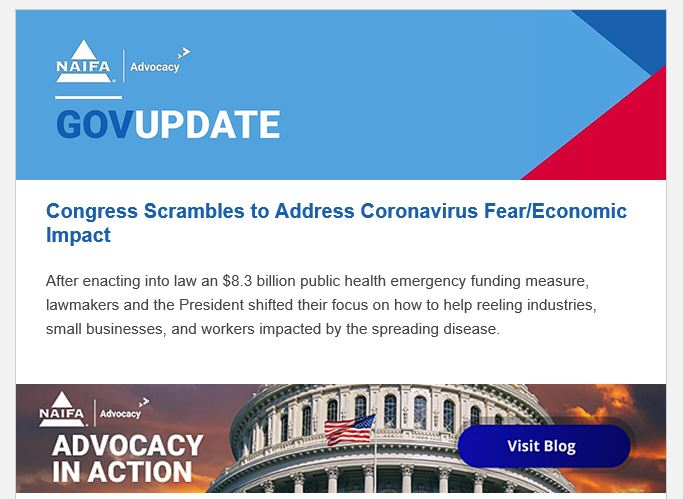 NAIFA
Advocacy
GOVUPDATE
Congress Scrambles to Address Coronavirus Fear/Economic
Impact
After enacting into law an $8.3 billion public health emergency funding measure,
lawmakers and the President shifted their focus on how to help reeling industries,
small businesses, and workers impacted by the spreading disease.
NAIFA
Advocacy
ADVOCACY
IN ACTION
Visit Blog